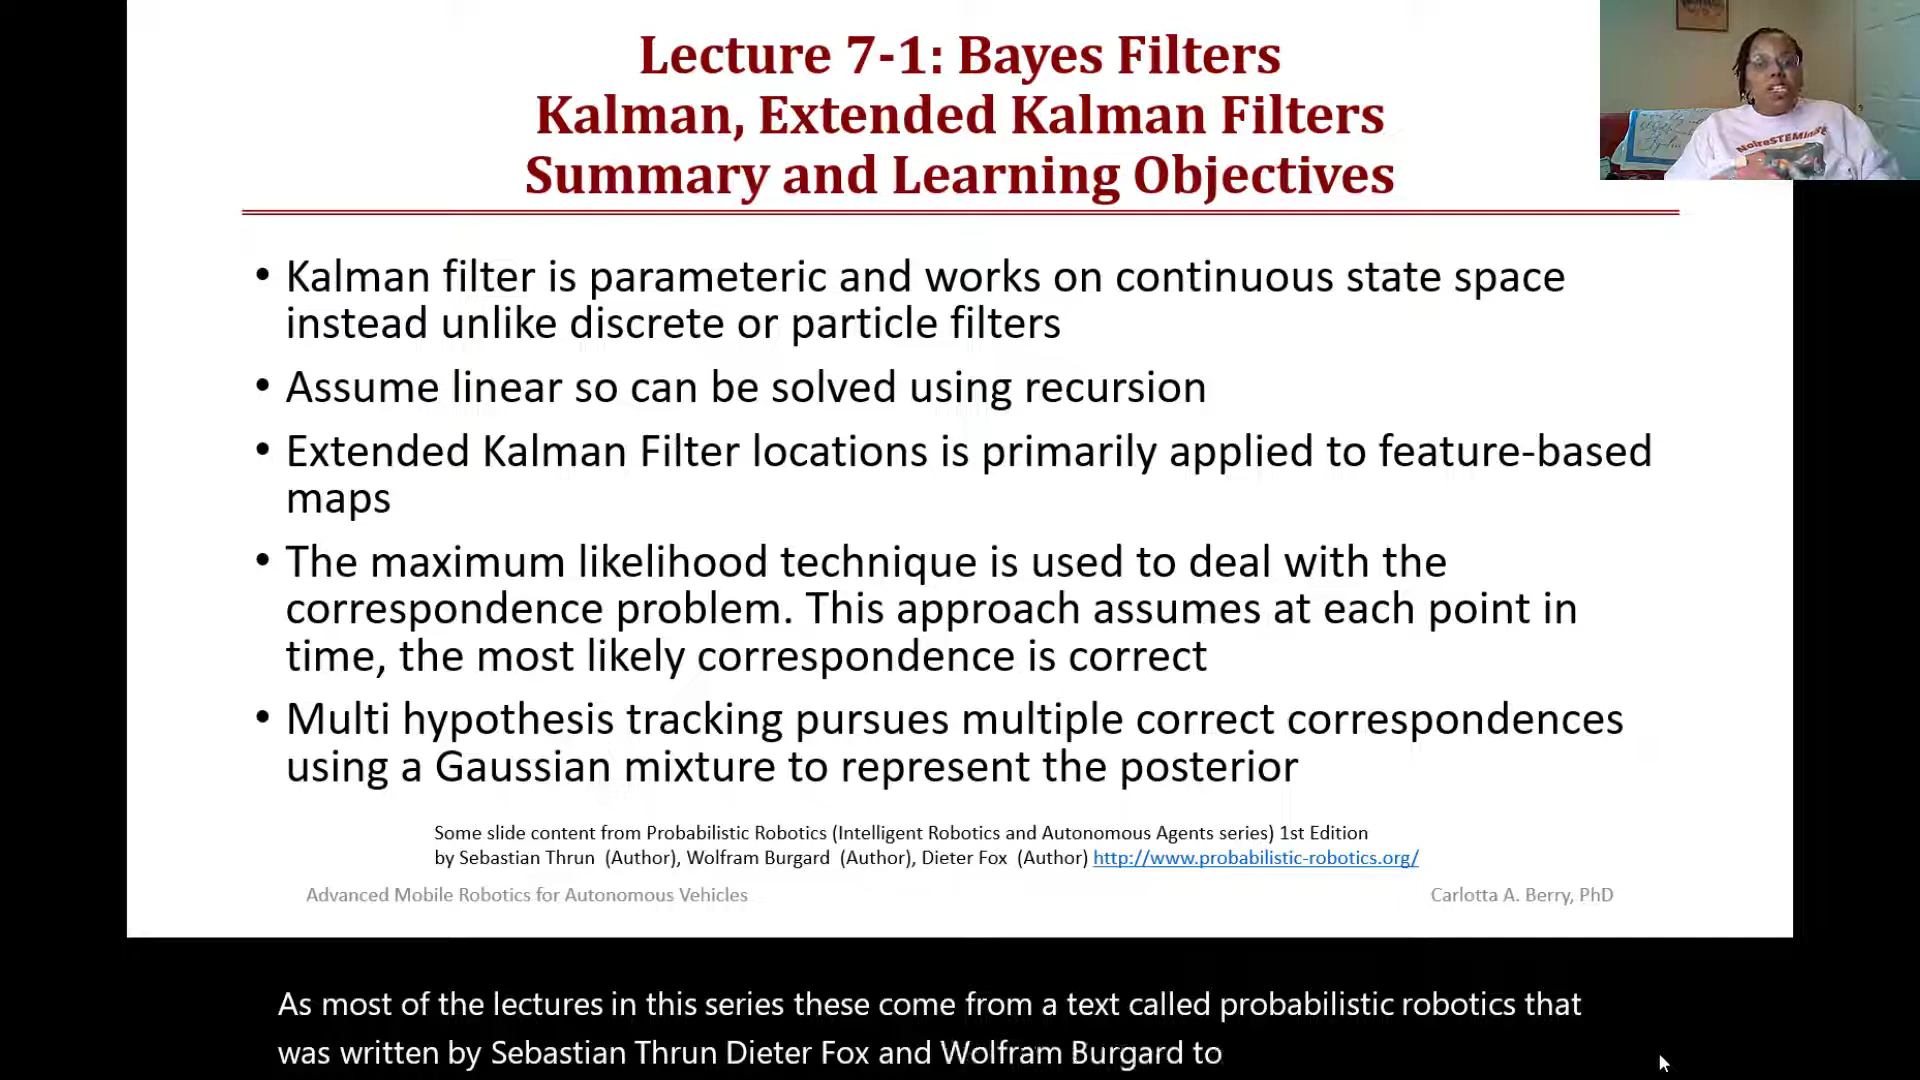 Lecture 7-1: Bayes Filters
Kalman, Extended Kalman Filters
Summary and Learning Objectives
NoireSTEMinist
• Kalman filter is parameteric and works on continuous state space
instead unlike discrete or particle filters
• Assume linear so can be solved using recursion
• Extended Kalman Filter locations is primarily applied to feature-based
maps
• The maximum likelihood technique is used to deal with the
correspondence problem. This approach assumes at each point in
time, the most likely correspondence is correct
• Multi hypothesis tracking pursues multiple correct correspondences
using a Gaussian mixture to represent the posterior
Some slide content from Probabilistic Robotics (Intelligent Robotics and Autonomous Agents series) 1st Edition
by Sebastian Thrun (Author), Wolfram Burgard (Author), Dieter Fox (Author) http://www.probabilistic-robotics.org/
Advanced Mobile Robotics for Autonomous Vehicles
Carlotta A. Berry, PhD
As most of the lectures in this series these come from a text called probabilistic robotics that
was written by Sebastian Thrun Dieter Fox and Wolfram Burgard to